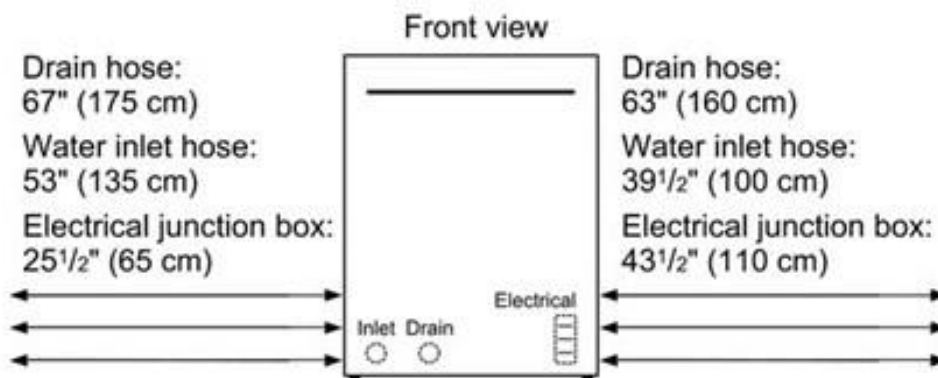 Front view
Drain hose:
67" (175 cm)
Water inlet hose:
53" (135 cm)
Electrical junction box:
25¹/₂" (65 cm)
Drain hose:
63" (160 cm)
Water inlet hose:
39¹/₂" (100 cm)
Electrical junction box:
43¹/₂" (110 cm)
Electrical
Inlet Drain